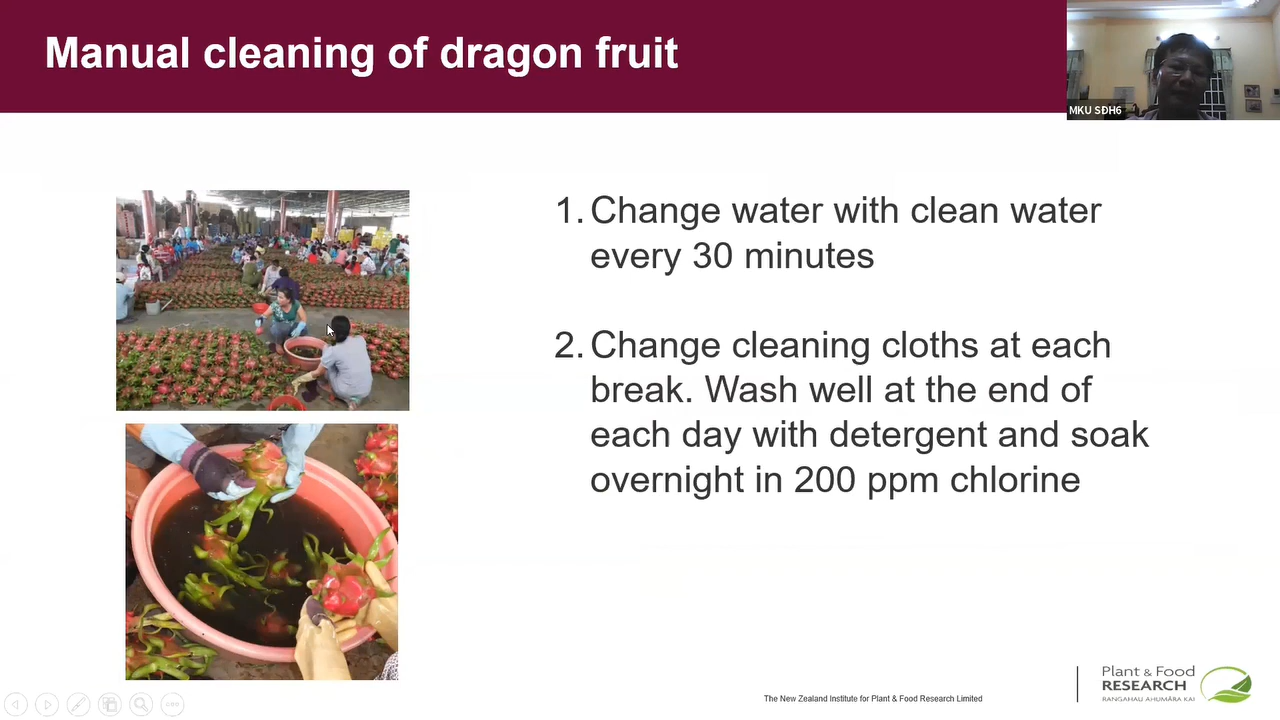 Manual cleaning of dragon fruit
MKU SĐH6
1. Change water with clean water
every 30 minutes
2. Change cleaning cloths at each
break. Wash well at the end of
each day with detergent and soak
overnight in 200 ppm chlorine
The New Zealand Institute for Plant & Food Research Limited
Plant & Food
RESEARCH
RANGAHAU AHUMĀRA KAI